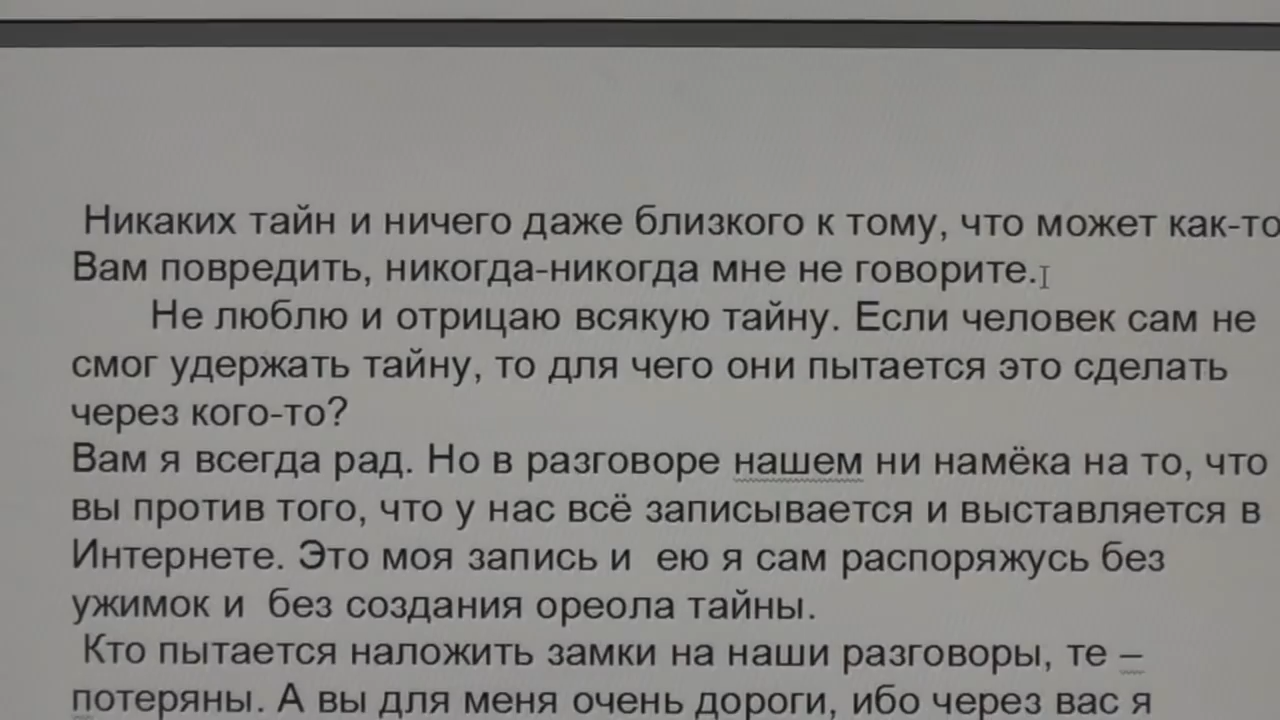 Никаких тайн и ничего даже близкого к тому, что может как-то
Вам повредить, никогда-никогда мне не говорите.
Не люблю и отрицаю всякую тайну. Если человек сам не
смог удержать тайну, то для чего они пытается это сделать
через кого-то?
Вам я всегда рад. Но в разговоре нашем ни намёка на то, что
вы против того, что у нас всё записывается и выставляется в
Интернете. Это моя запись и  ею я сам распоряжусь без
ужимок и  без создания ореола тайны.
Кто пытается наложить замки на наши разговоры, те –
потеряны. А вы для меня очень дороги, ибо через вас я